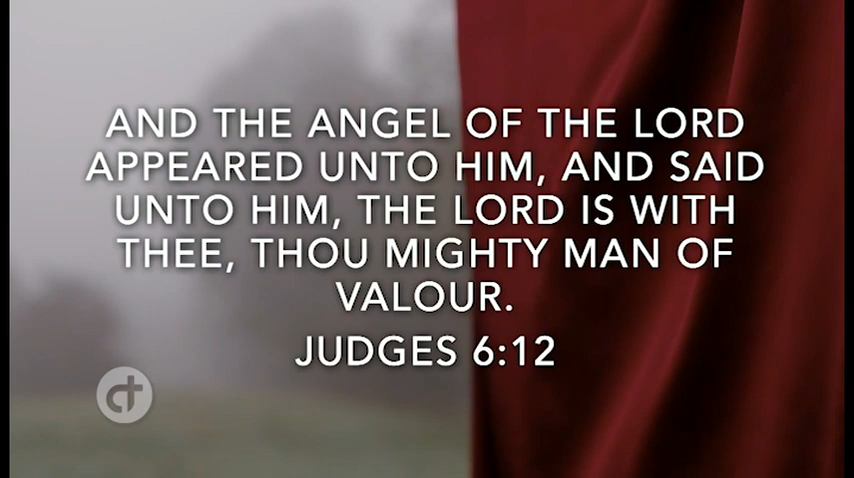 AND THE ANGEL OF THE LORD
APPEARED UNTO HIM, AND SAID
UNTO HIM, THE LORD IS WITH
THEE, THOU MIGHTY MAN OF
VALOUR.
JUDGES 6:12